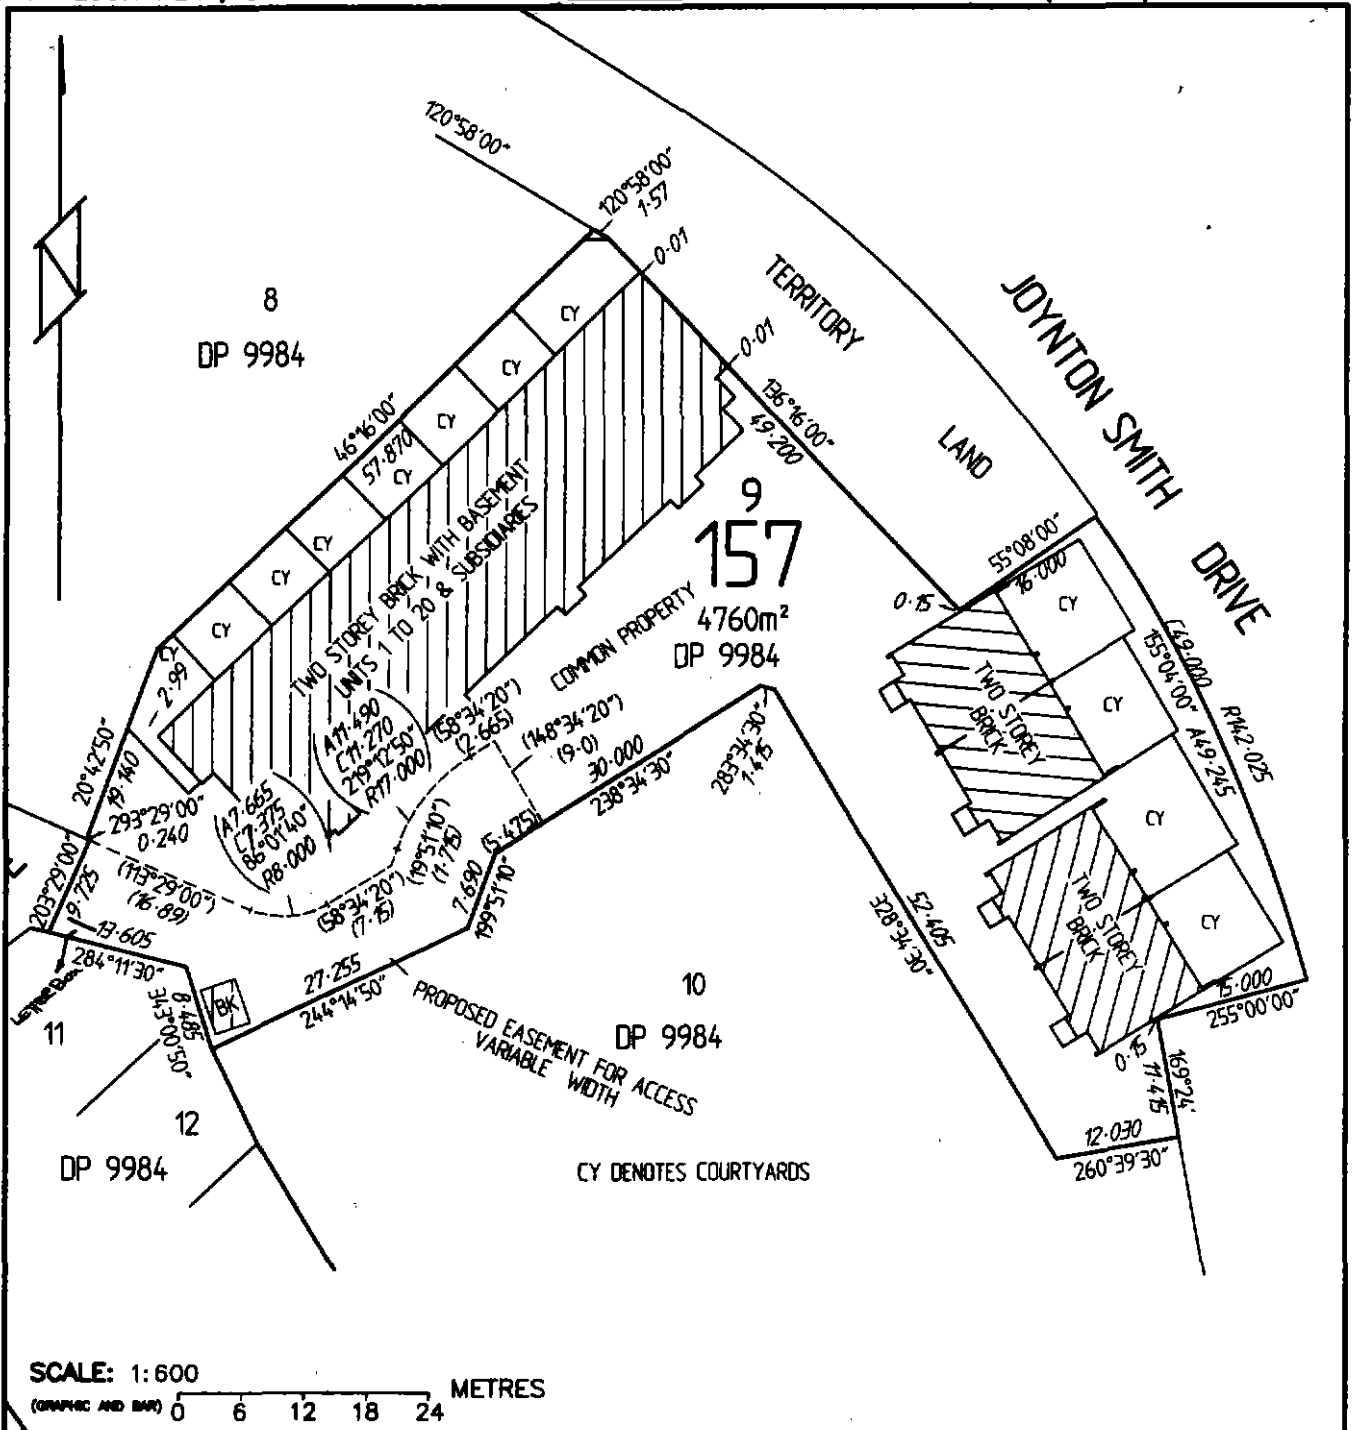 120°58'00"
120°58'00"
1·57
0·01
8
DP 9984
TERRITORY
LAND
JOYNTON SMITH DRIVE
0·01
136°16'00"
49·200
CY
CY
CY
CY
CY
CY
CY
CY
46°16'00"
57·870
TWO STOREY BRICK WITH BASEMENT
UNITS 1 TO 20 & SUBSIDIARIES
9
157
4760m²
DP 9984
COMMON PROPERTY
55°08'00"
16·000
0·15
CY
CY
CY
CY
C49·000
155°04'00"
A49·245
R142·025
TWO STOREY
BRICK
TWO STOREY
BRICK
2·99
20°42'50"
19·140
293°29'00"
0·240
(A7·665
C7·375
86°01'40"
R8·000
(A11·490
C11·270
219°12'50"
R17·000)
(58°34'20")
(2·665)
(148°34'20")
(9·0)
30·000
238°34'30"
283°34'30"
1·415
203°29'00"
9·725
(113°29'00")
(16·89)
(58°34'20")
(7·15)
(19°51'10")
(1·715)
(5·475)
7·690
199°51'10"
13·605
284°11'30"
LETTER BOX
11
8·485
343°00'50"
BK
27·255
244°14'50"
PROPOSED EASEMENT FOR ACCESS
VARIABLE WIDTH
10
DP 9984
52·405
328°34'30"
15·000
255°00'00"
0·15
11·415
169°24'
12·030
260°39'30"
12
DP 9984
CY DENOTES COURTYARDS
SCALE: 1:600
(GRAPHIC AND BAR) 0 6 12 18 24 METRES